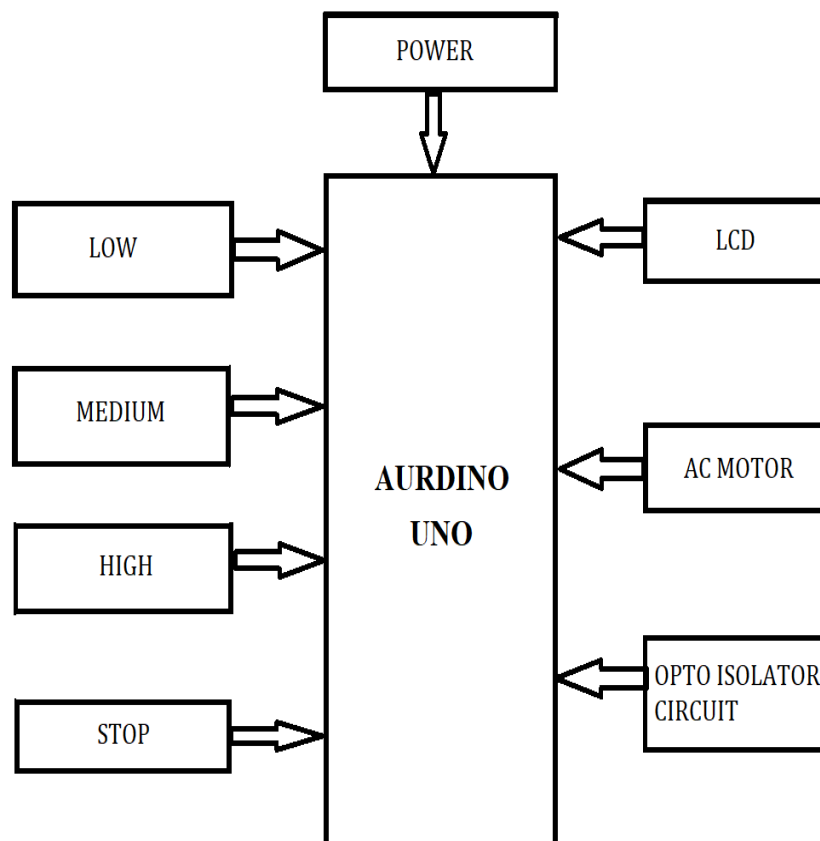 POWER
LOW
LCD
MEDIUM
AC MOTOR
AURDINO
UNO
HIGH
OPTO ISOLATOR
CIRCUIT
STOP